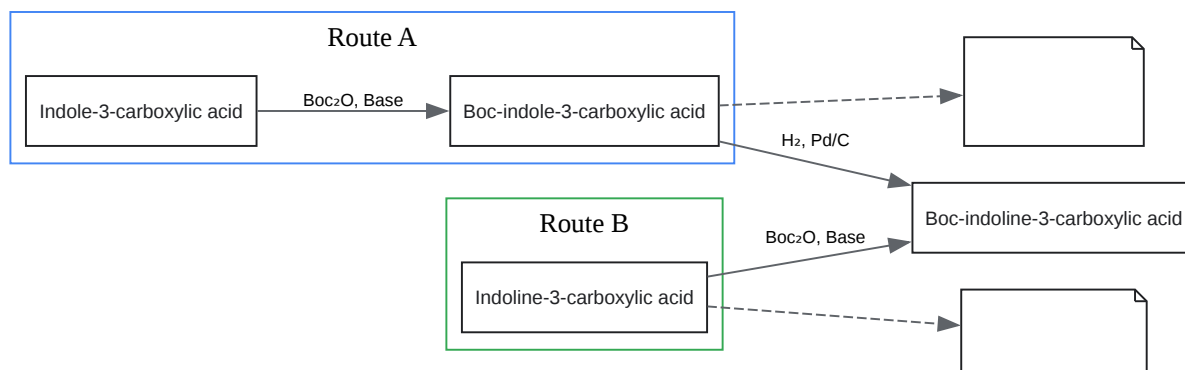 Route A
Indole-3-carboxylic acid
Boc₂O, Base
Boc-indole-3-carboxylic acid
H₂, Pd/C
Boc-indoline-3-carboxylic acid
Route B
Boc₂O, Base
Indoline-3-carboxylic acid